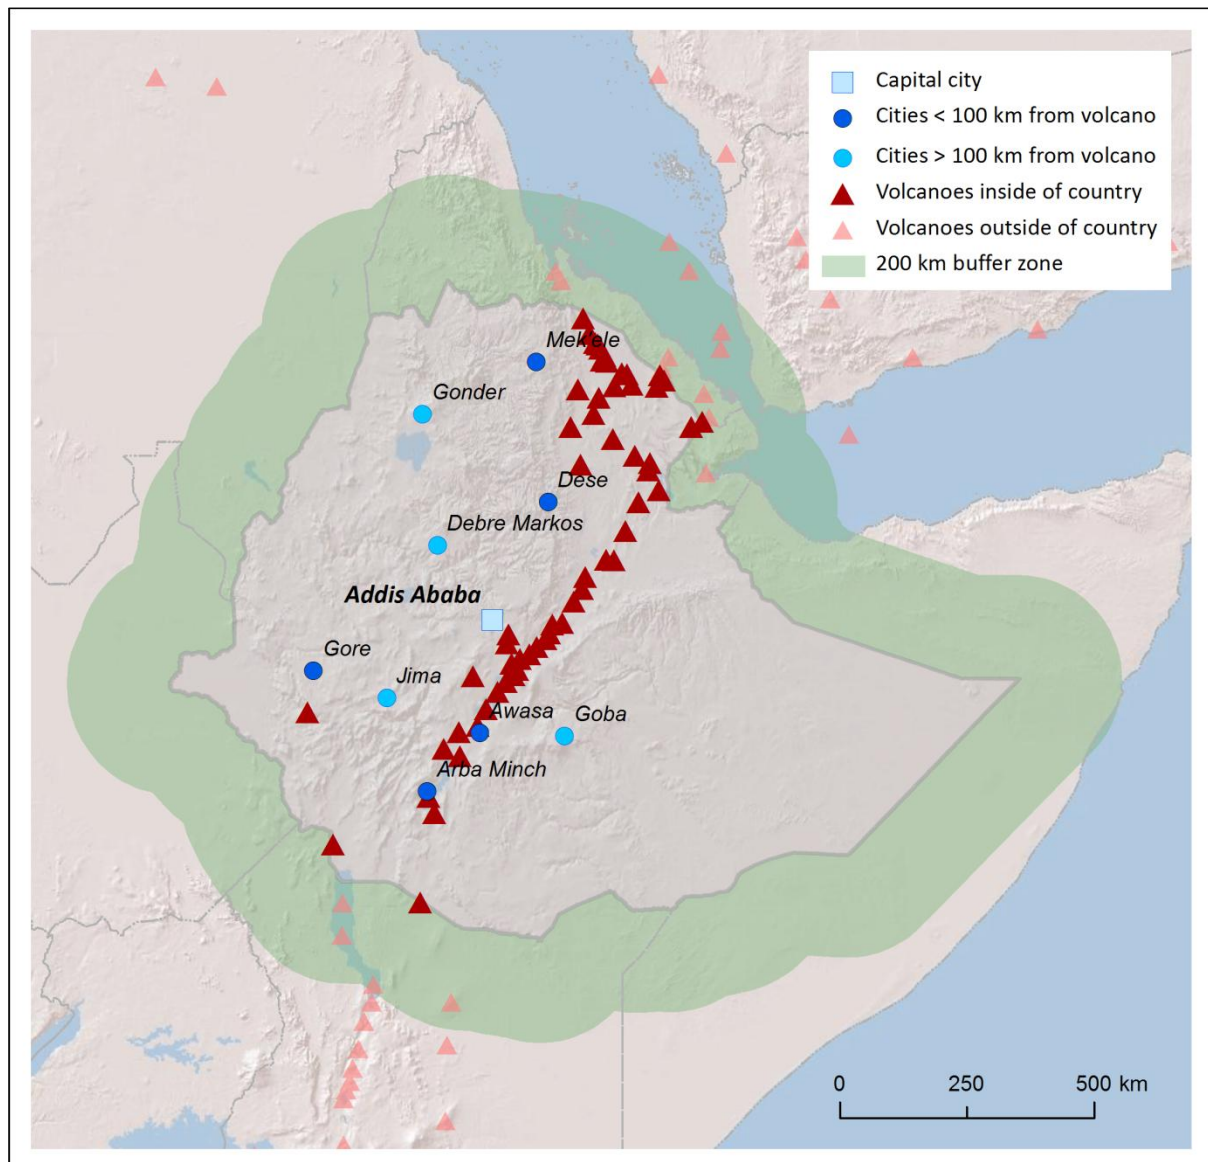 Capital city
Cities < 100 km from volcano
Cities > 100 km from volcano
Volcanoes inside of country
Volcanoes outside of country
200 km buffer zone
Mek'ele
Gonder
Dese
Debre Markos
Addis Ababa
Gore
Jima
Awasa
Goba
Arba Minch
0 250 500 km